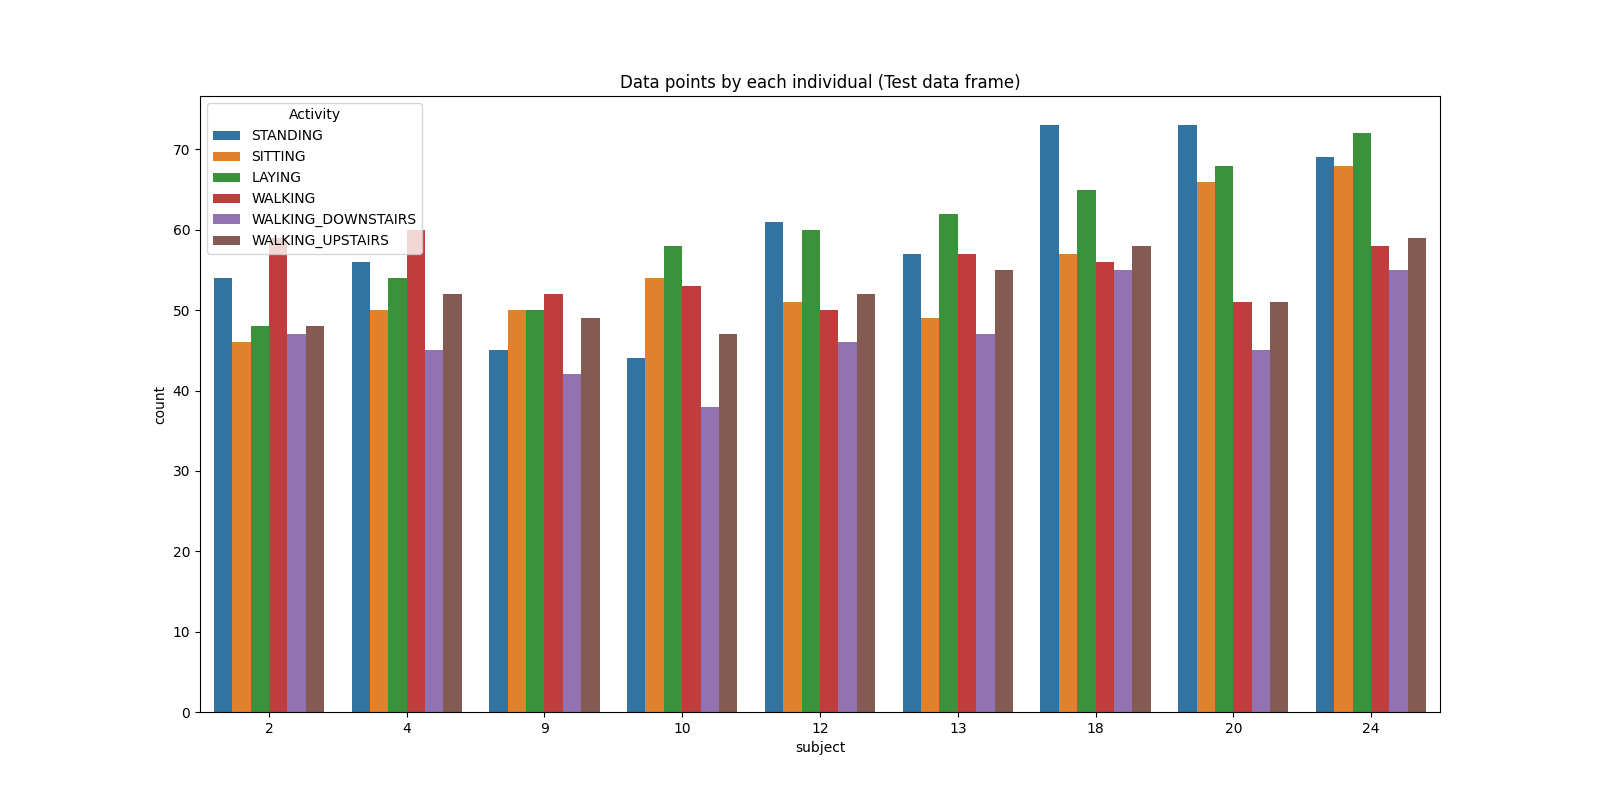 Data points by each individual (Test data frame)
Activity
STANDING
SITTING
LAYING
WALKING
WALKING_DOWNSTAIRS
WALKING_UPSTAIRS
70
60
50
40
30
20
10
0
count
2 4 9 10 12 13 18 20 24
subject